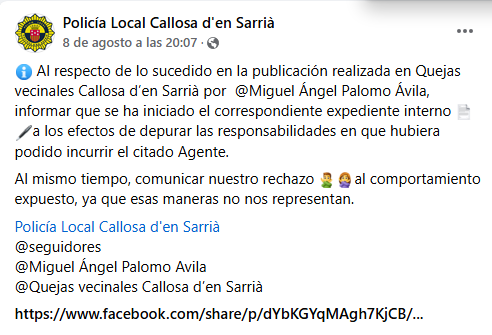 Policía Local Callosa d'en Sarrià
8 de agosto a las 20:07 ·
Al respecto de lo sucedido en la publicación realizada en Quejas
vecinales Callosa d’en Sarrià por @Miguel Ángel Palomo Ávila,
informar que se ha iniciado el correspondiente expediente interno
a los efectos de depurar las responsabilidades en que hubiera
podido incurrir el citado Agente.
Al mismo tiempo, comunicar nuestro rechazo al comportamiento
expuesto, ya que esas maneras no nos representan.
Policía Local Callosa d'en Sarrià
@seguidores
@Miguel Ángel Palomo Avila
@Quejas vecinales Callosa d’en Sarrià
https://www.facebook.com/share/p/dYbKGYqMAgh7KjCB/...